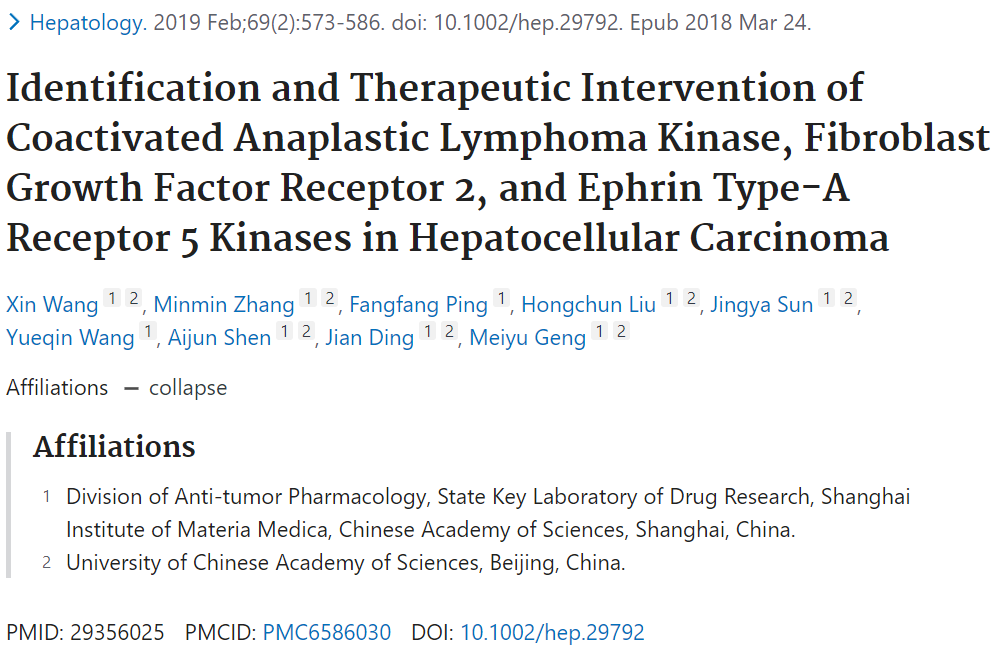 > Hepatology. 2019 Feb;69(2):573-586. doi: 10.1002/hep.29792. Epub 2018 Mar 24.
Identification and Therapeutic Intervention of
Coactivated Anaplastic Lymphoma Kinase, Fibroblast
Growth Factor Receptor 2, and Ephrin Type-A
Receptor 5 Kinases in Hepatocellular Carcinoma
Xin Wang 1 2, Minmin Zhang 1 2, Fangfang Ping 1, Hongchun Liu 1 2, Jingya Sun 1 2,
Yueqin Wang 1, Aijun Shen 1 2, Jian Ding 1 2, Meiyu Geng 1 2
Affiliations — collapse
Affiliations
1 Division of Anti-tumor Pharmacology, State Key Laboratory of Drug Research, Shanghai
Institute of Materia Medica, Chinese Academy of Sciences, Shanghai, China.
2 University of Chinese Academy of Sciences, Beijing, China.
PMID: 29356025 PMCID: PMC6586030 DOI: 10.1002/hep.29792